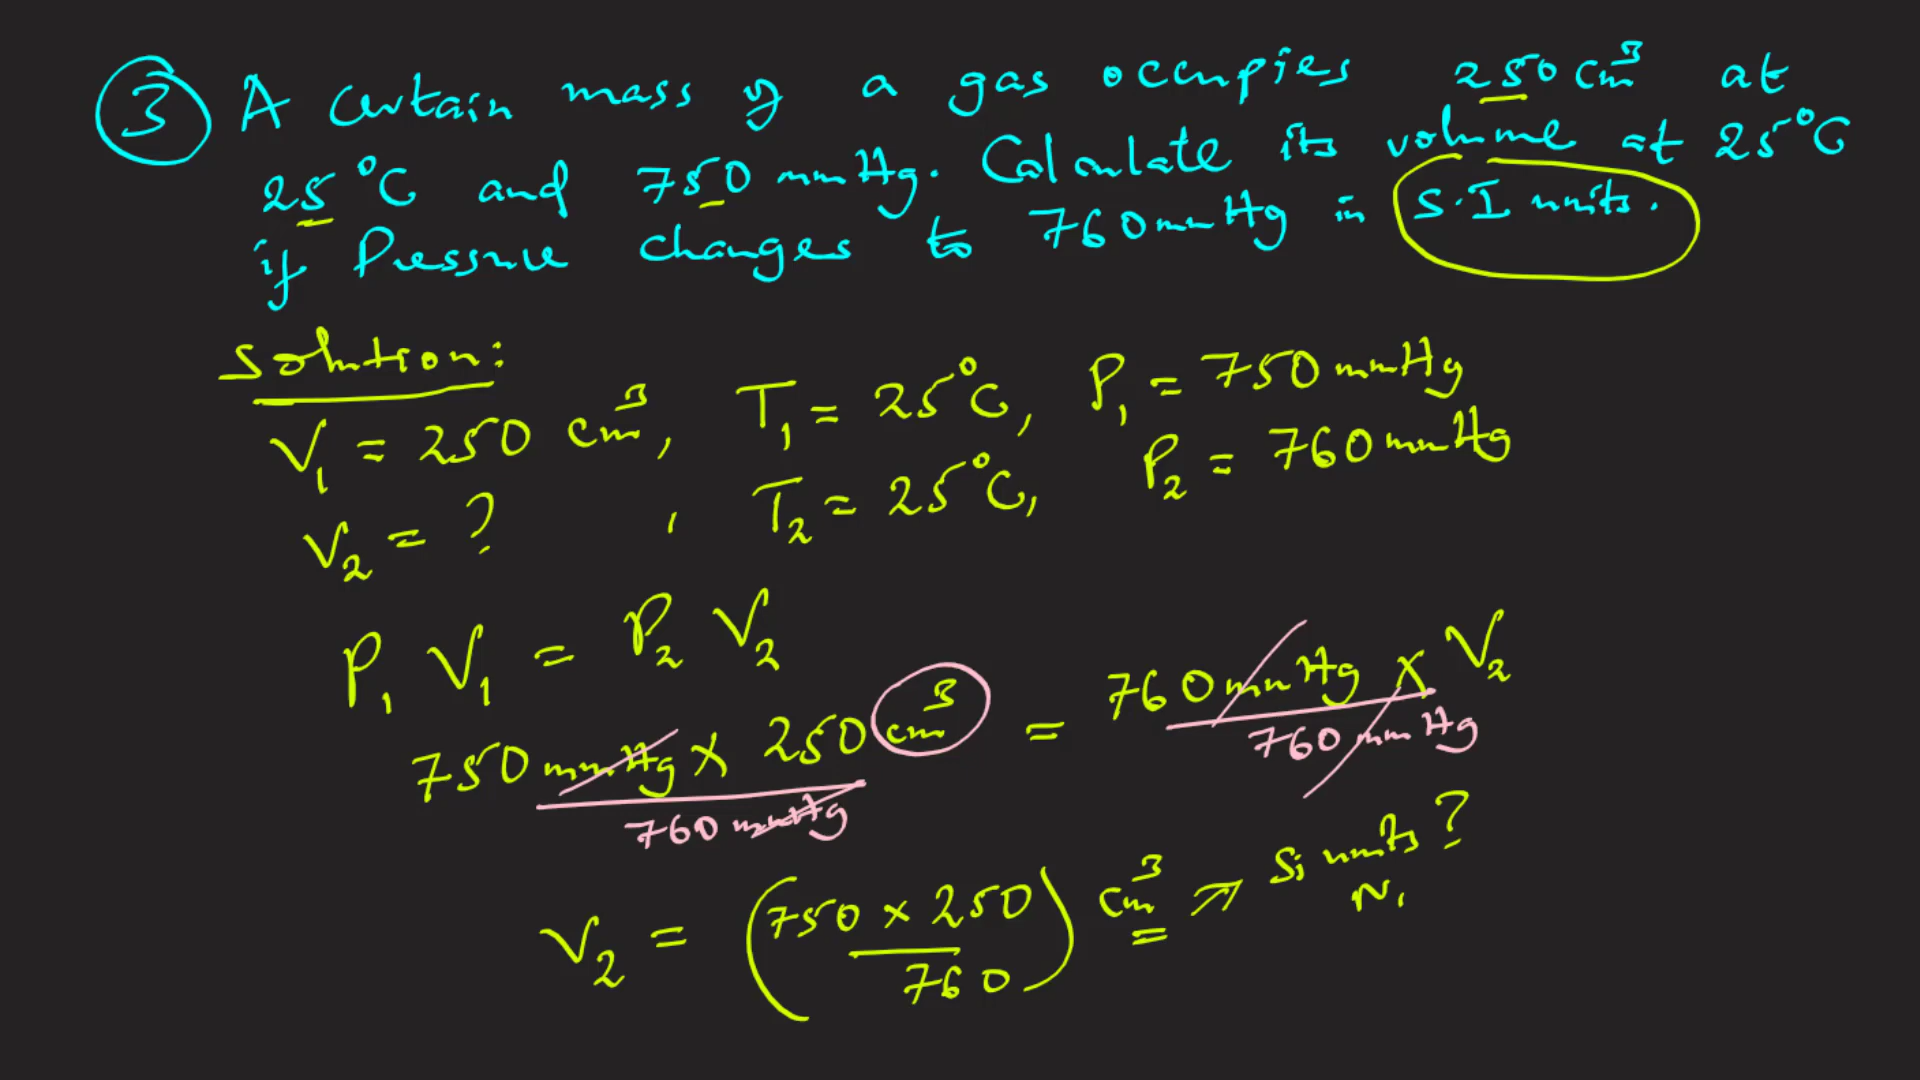 ③ A certain mass of a gas occupies 250 cm³ at
25 °C and 750 mmHg. Calculate its volume at 25°C
if Pressure changes to 760mmHg in S.I units.
Solution:
V₁ = 250 cm³, T₁ = 25°C, P₁ = 750 mmHg
V₂ = ? , T₂ = 25°C, P₂ = 760 mmHg
P₁ V₁ = P₂ V₂
750 mmHg × 250 cm³ = 760 mmHg × V₂
760 mmHg 760 mmHg
V₂ = (750 × 250) cm³ ⇒ Si units?
760 N.